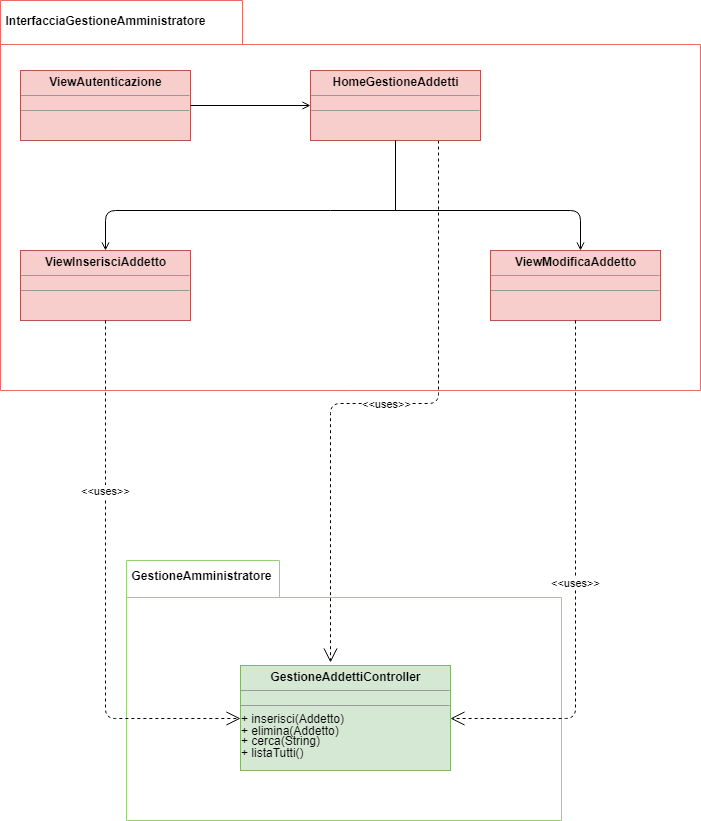 InterfacciaGestioneAmministratore
ViewAutenticazione
HomeGestioneAddetti
ViewInserisciAddetto
ViewModificaAddetto
<<uses>>
<<uses>>
<<uses>>
GestioneAmministratore
GestioneAddettiController
+ inserisci(Addetto)
+ elimina(Addetto)
+ cerca(String)
+ listaTutti()